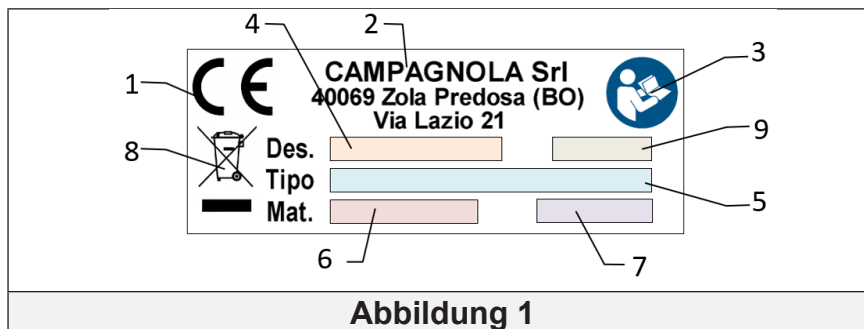 4 2 3
1 CE CAMPAGNOLA Srl
40069 Zola Predosa (BO)
Via Lazio 21
9
8 Des.
Tipo
5
Mat.
6 7
Abbildung 1